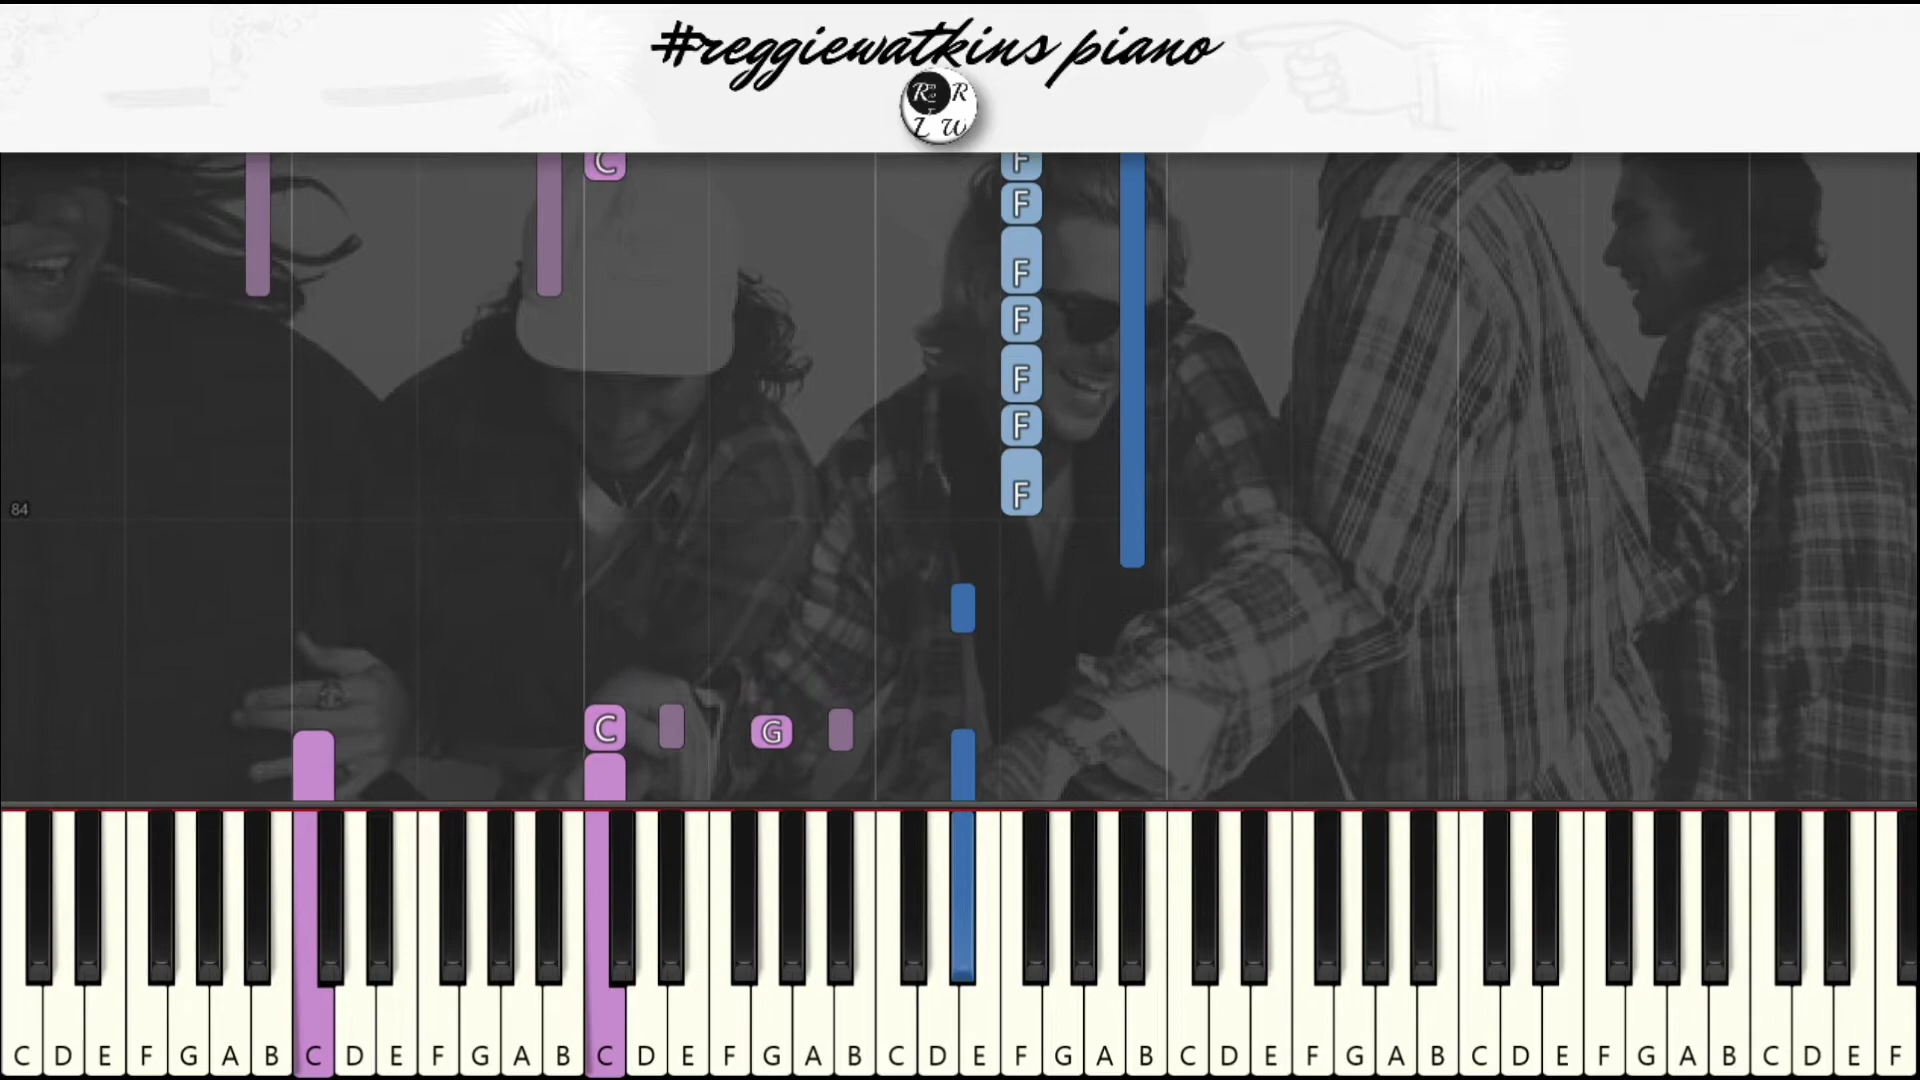 #reggiewatkins piano
R R
L W
C F
F
F
F
F
F
84 F
C G
C D E F G A B C D E F G A B C D E F G A B C D E F G A B C D E F G A B C D E F G A B C D E F